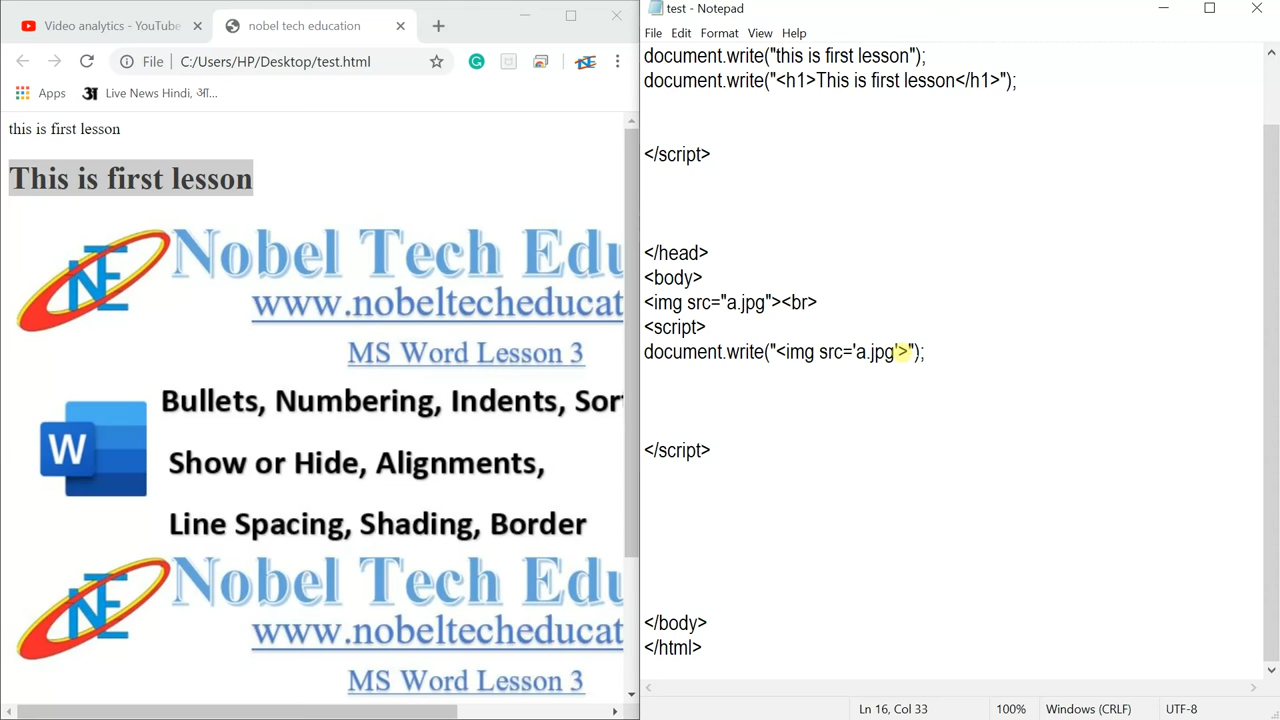 Video analytics - YouTube
nobel tech education
File
C:/Users/HP/Desktop/test.html
Apps
Live News Hindi, ऑ...
this is first lesson
This is first lesson
Nobel Tech Edu
www.nobeltecheducat
MS Word Lesson 3
W
Bullets, Numbering, Indents, Sor
Show or Hide, Alignments,
Line Spacing, Shading, Border
NE
Nobel Tech Edu
www.nobeltecheducat
MS Word Lesson 3
test - Notepad
File Edit Format View Help
document.write("this is first lesson");
document.write("<h1>This is first lesson</h1>");
</script>
</head>
<body>
<img src="a.jpg"><br>
<script>
document.write("<img src='a.jpg'>");
</script>
</body>
</html>
Ln 16, Col 33
100%
Windows (CRLF)
UTF-8